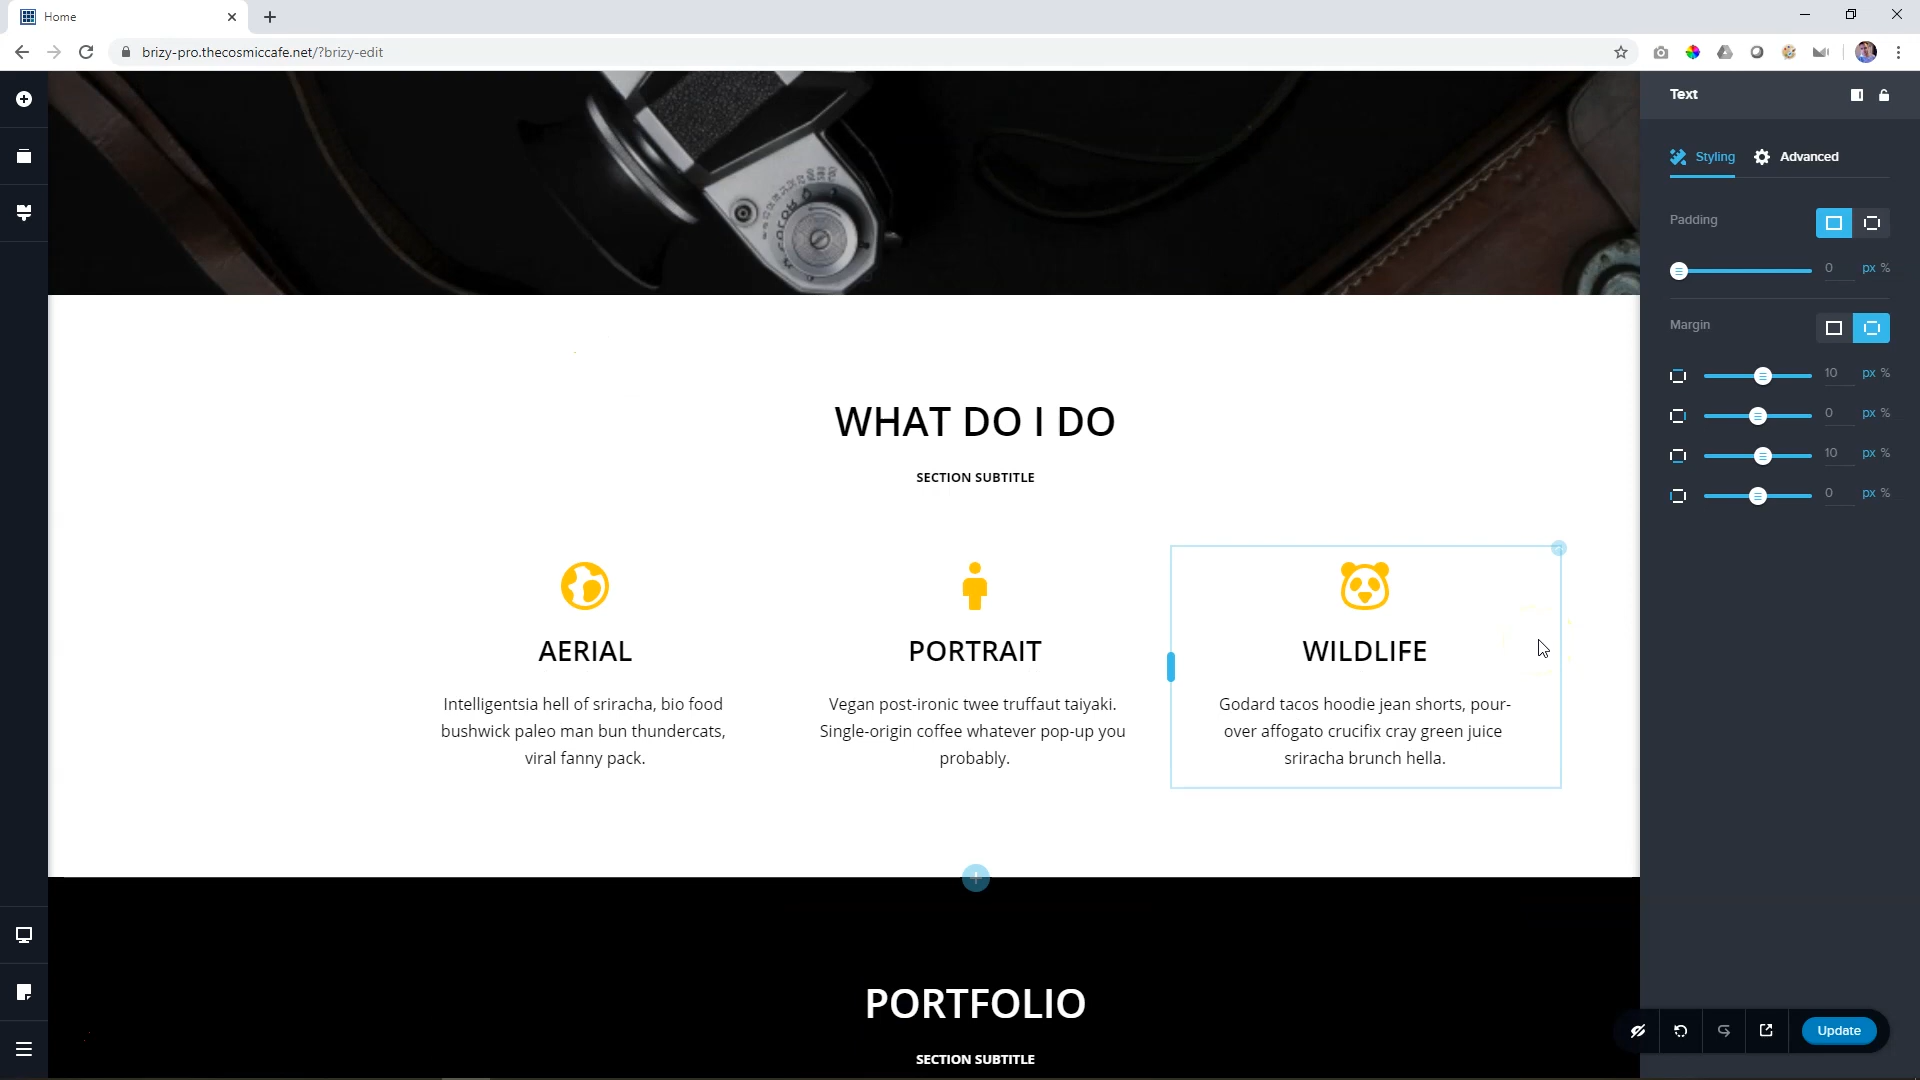 Home
brizy-pro.thecosmiccafe.net/?brizy-edit
Text
Styling
Advanced
Padding
0 px %
Margin
10 px %
0 px %
10 px %
0 px %
WHAT DO I DO
SECTION SUBTITLE
AERIAL
Intelligentsia hell of sriracha, bio food
bushwick paleo man bun thundercats,
viral fanny pack.
PORTRAIT
Vegan post-ironic twee truffaut taiyaki.
Single-origin coffee whatever pop-up you
probably.
WILDLIFE
Godard tacos hoodie jean shorts, pour-
over affogato crucifix cray green juice
sriracha brunch hella.
PORTFOLIO
SECTION SUBTITLE
Update